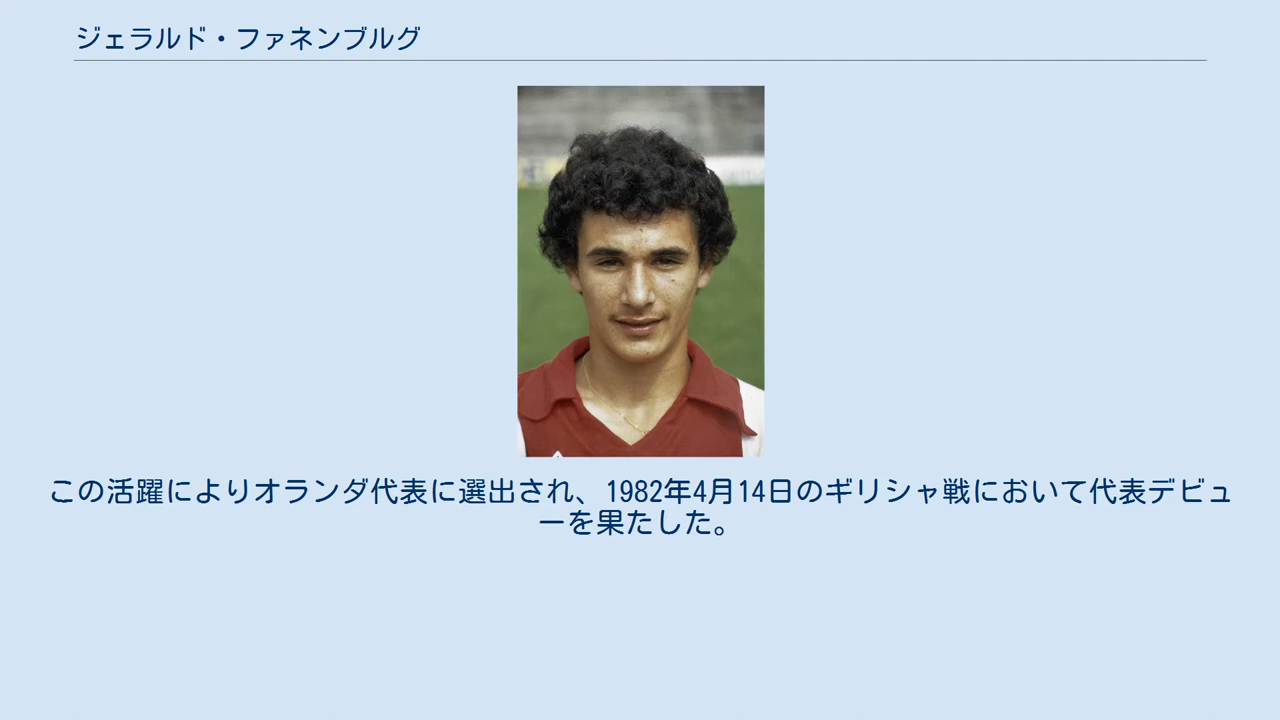 ジェラルド・ファネンブルグ
この活躍によりオランダ代表に選出され、1982年4月14日のギリシャ戦において代表デビュ
ーを果たした。